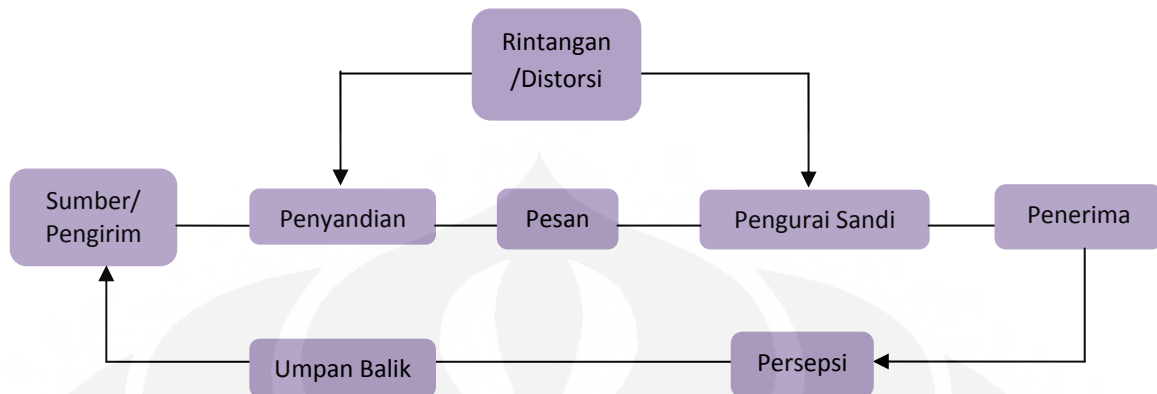 Rintangan
/Distorsi
Sumber/
Pengirim
Penyandian
Pesan
Pengurai Sandi
Penerima
Umpan Balik
Persepsi